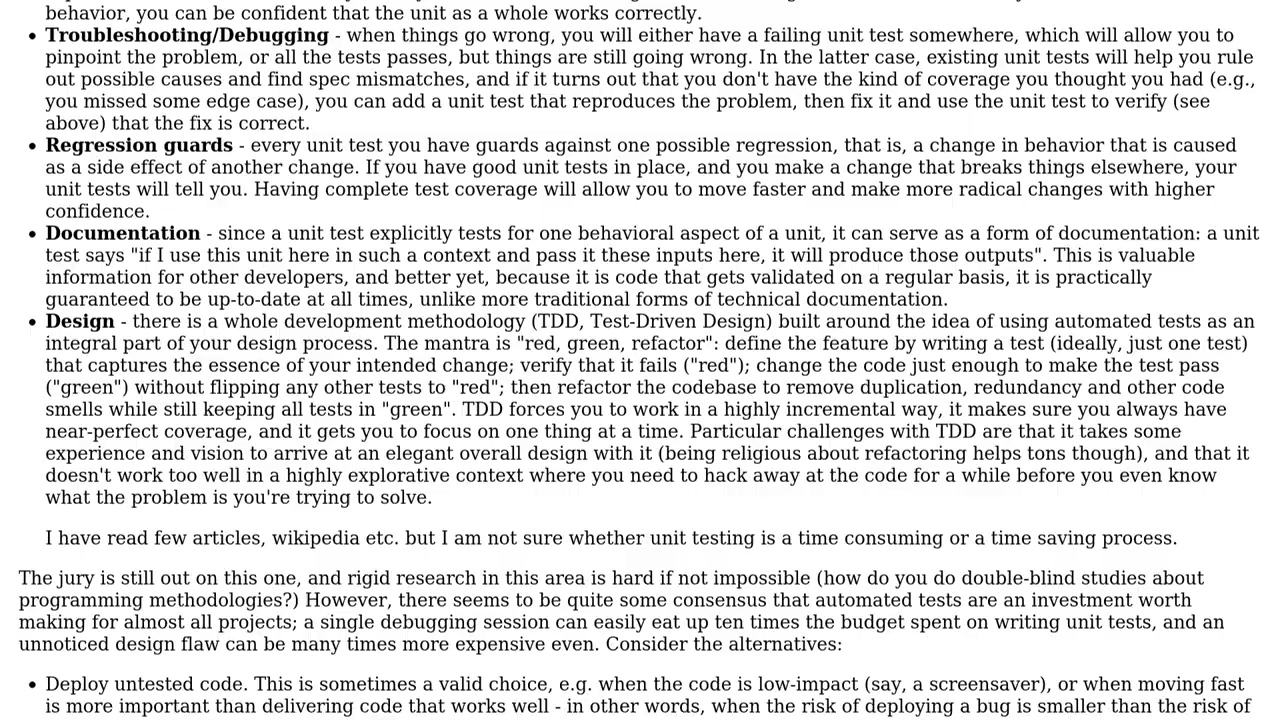 behavior, you can be confident that the unit as a whole works correctly.
• Troubleshooting/Debugging - when things go wrong, you will either have a failing unit test somewhere, which will allow you to
pinpoint the problem, or all the tests passes, but things are still going wrong. In the latter case, existing unit tests will help you rule
out possible causes and find spec mismatches, and if it turns out that you don't have the kind of coverage you thought you had (e.g.,
you missed some edge case), you can add a unit test that reproduces the problem, then fix it and use the unit test to verify (see
above) that the fix is correct.
• Regression guards - every unit test you have guards against one possible regression, that is, a change in behavior that is caused
as a side effect of another change. If you have good unit tests in place, and you make a change that breaks things elsewhere, your
unit tests will tell you. Having complete test coverage will allow you to move faster and make more radical changes with higher
confidence.
• Documentation - since a unit test explicitly tests for one behavioral aspect of a unit, it can serve as a form of documentation: a unit
test says "if I use this unit here in such a context and pass it these inputs here, it will produce those outputs". This is valuable
information for other developers, and better yet, because it is code that gets validated on a regular basis, it is practically
guaranteed to be up-to-date at all times, unlike more traditional forms of technical documentation.
• Design - there is a whole development methodology (TDD, Test-Driven Design) built around the idea of using automated tests as an
integral part of your design process. The mantra is "red, green, refactor": define the feature by writing a test (ideally, just one test)
that captures the essence of your intended change; verify that it fails ("red"); change the code just enough to make the test pass
("green") without flipping any other tests to "red"; then refactor the codebase to remove duplication, redundancy and other code
smells while still keeping all tests in "green". TDD forces you to work in a highly incremental way, it makes sure you always have
near-perfect coverage, and it gets you to focus on one thing at a time. Particular challenges with TDD are that it takes some
experience and vision to arrive at an elegant overall design with it (being religious about refactoring helps tons though), and that it
doesn't work too well in a highly explorative context where you need to hack away at the code for a while before you even know
what the problem is you're trying to solve.
I have read few articles, wikipedia etc. but I am not sure whether unit testing is a time consuming or a time saving process.
The jury is still out on this one, and rigid research in this area is hard if not impossible (how do you do double-blind studies about
programming methodologies?) However, there seems to be quite some consensus that automated tests are an investment worth
making for almost all projects; a single debugging session can easily eat up ten times the budget spent on writing unit tests, and an
unnoticed design flaw can be many times more expensive even. Consider the alternatives:
• Deploy untested code. This is sometimes a valid choice, e.g. when the code is low-impact (say, a screensaver), or when moving fast
is more important than delivering code that works well - in other words, when the risk of deploying a bug is smaller than the risk of